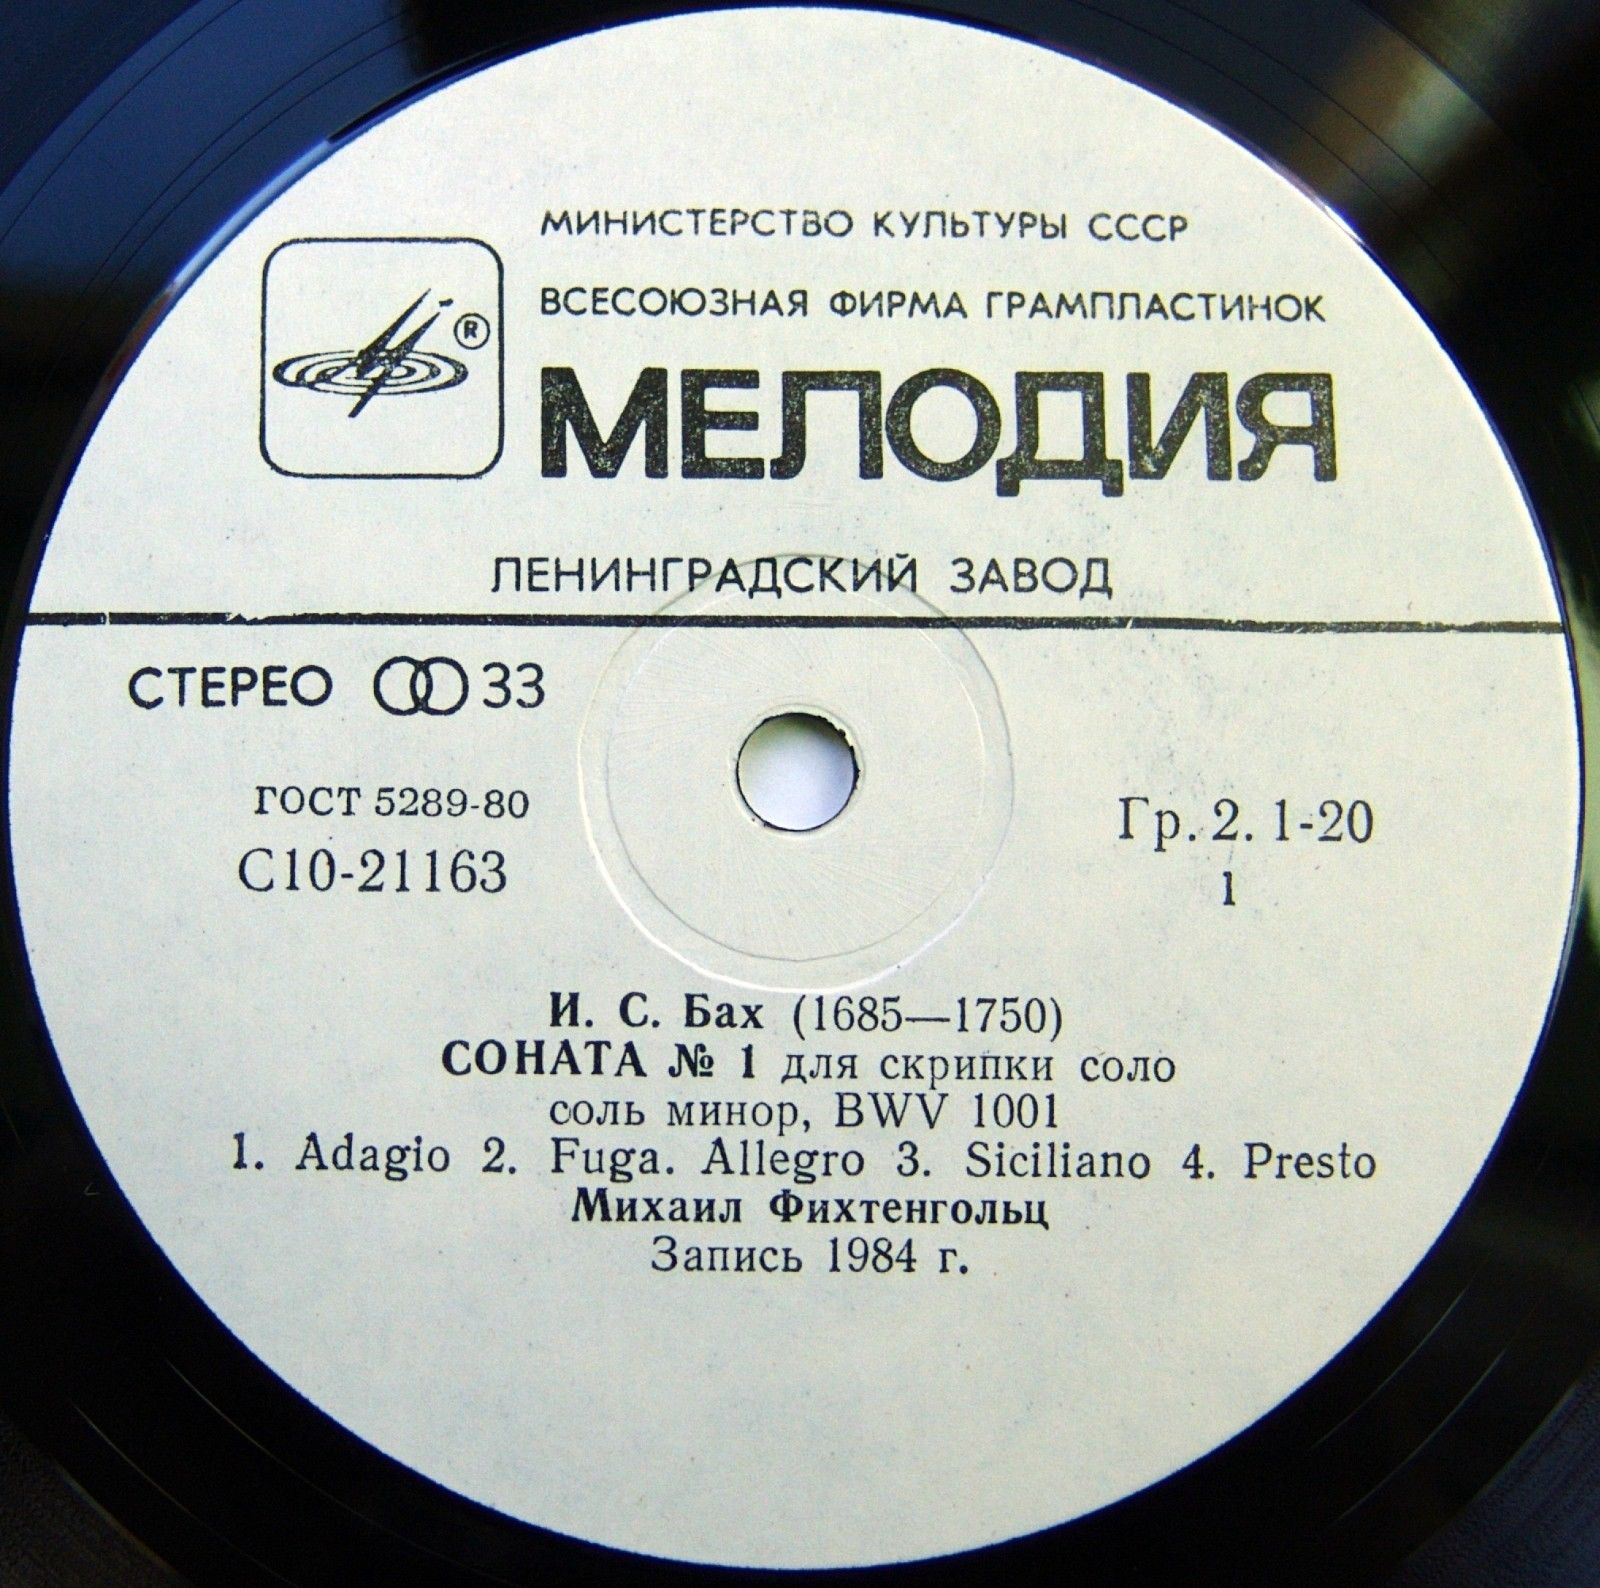 МИНИСТЕРСТВО КУЛЬТУРЫ СССР
ВСЕСОЮЗНАЯ ФИРМА ГРАМПЛАСТИНОК
®
МЕЛОДИЯ
ЛЕНИНГРАДСКИЙ ЗАВОД
СТЕРЕО 33
ГОСТ 5289-80
Гр. 2. 1-20
С10-21163
1
И. С. Бах (1685—1750)
СОНАТА № 1 для скрипки соло
соль минор, BWV 1001
1. Adagio 2. Fuga. Allegro 3. Siciliano 4. Presto
Михаил Фихтенгольц
Запись 1984 г.